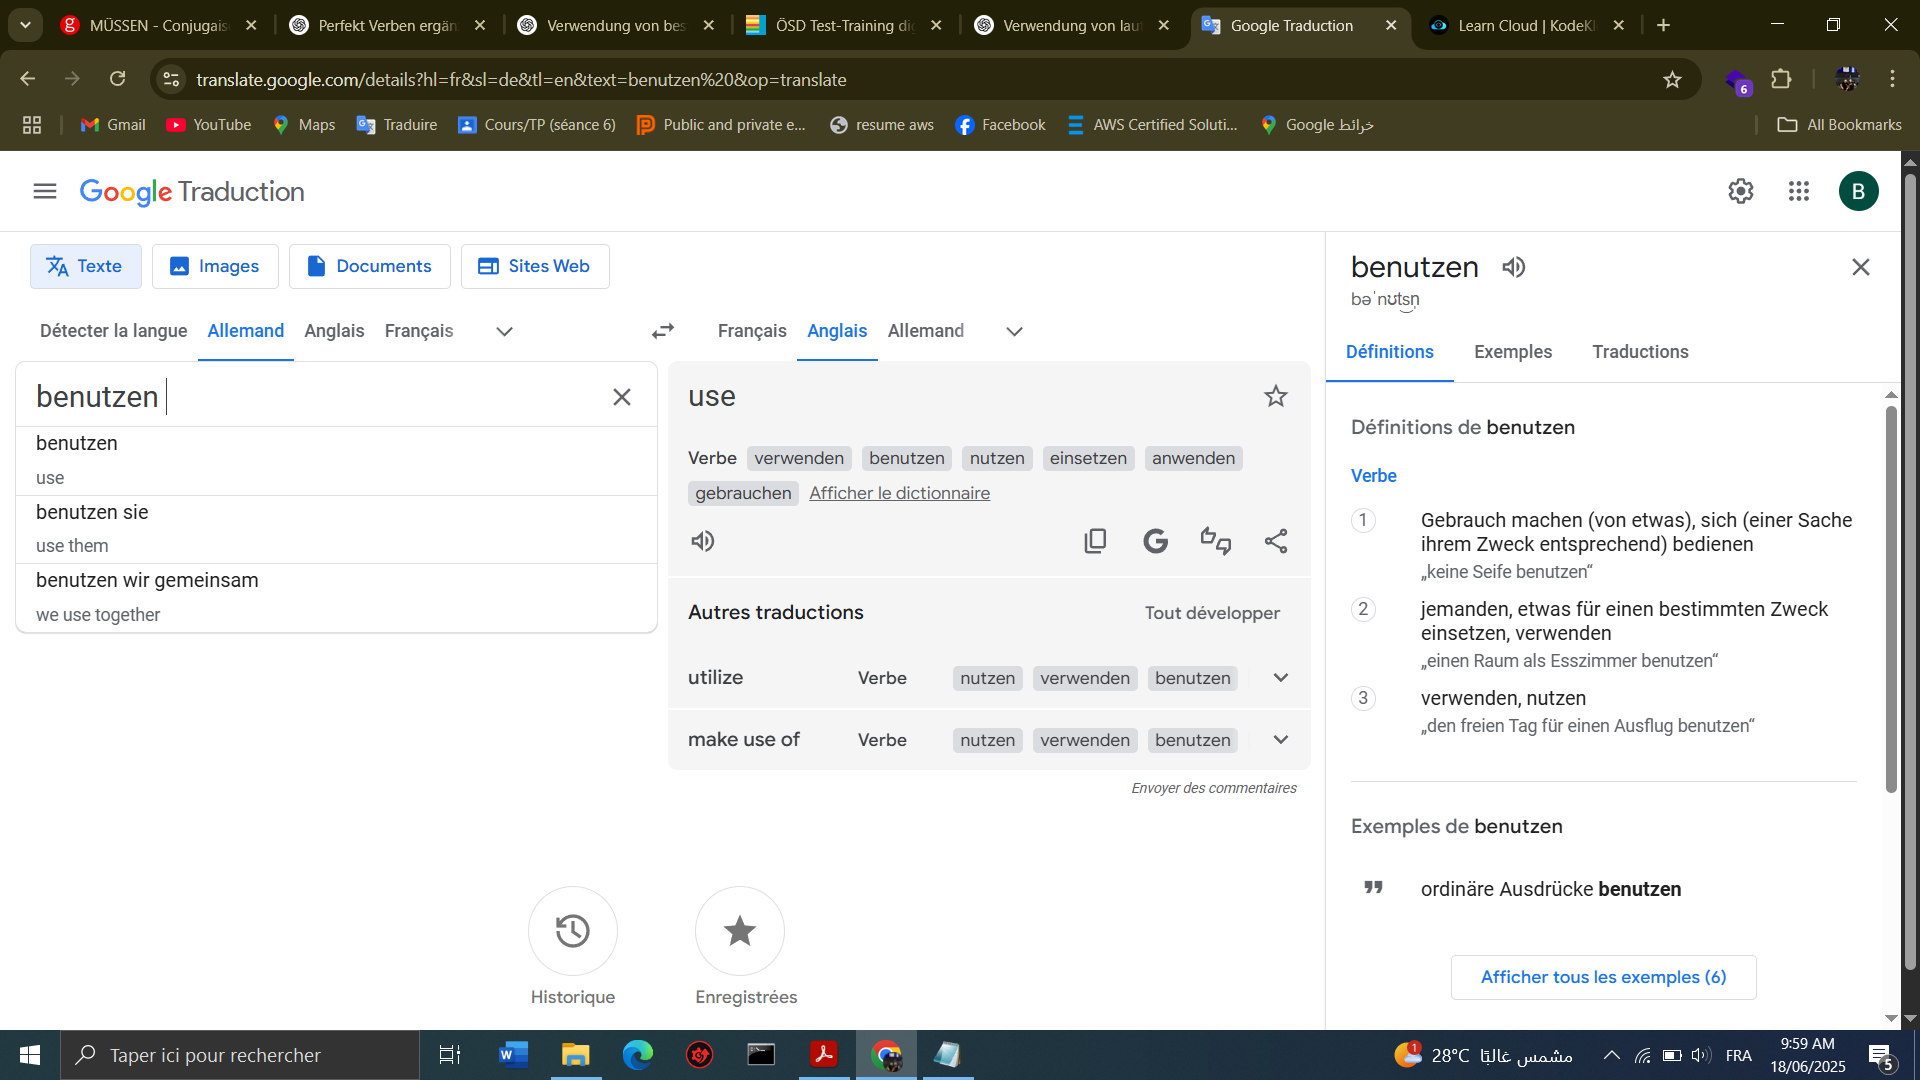 MÜSSEN - Conjugais
Perfekt Verben ergän
Verwendung von bes
ÖSD Test-Training di
Verwendung von lau
Google Traduction
Learn Cloud | KodeKl
translate.google.com/details?hl=fr&sl=de&tl=en&text=benutzen%20&op=translate
6
Gmail
YouTube
Maps
Traduire
Cours/TP (séance 6)
Public and private e...
resume aws
Facebook
AWS Certified Soluti...
خرائط Google
All Bookmarks
Google Traduction
B
Texte
Images
Documents
Sites Web
Détecter la langue
Allemand
Anglais
Français
Français
Anglais
Allemand
benutzen
benutzen
use
benutzen sie
use them
benutzen wir gemeinsam
we use together
use
Verbe verwenden benutzen nutzen einsetzen anwenden
gebrauchen Afficher le dictionnaire
Autres traductions
Tout développer
utilize Verbe nutzen verwenden benutzen
make use of Verbe nutzen verwenden benutzen
Envoyer des commentaires
Historique
Enregistrées
benutzen
bəˈnʊt͜sn̩
Définitions
Exemples
Traductions
Définitions de benutzen
Verbe
1
Gebrauch machen (von etwas), sich (einer Sache
ihrem Zweck entsprechend) bedienen
„keine Seife benutzen“
2
jemanden, etwas für einen bestimmten Zweck
einsetzen, verwenden
„einen Raum als Esszimmer benutzen“
3
verwenden, nutzen
„den freien Tag für einen Ausflug benutzen“
Exemples de benutzen
ordinäre Ausdrücke benutzen
Afficher tous les exemples (6)
Taper ici pour rechercher
1
28°C مشمس غالبًا
FRA
9:59 AM
18/06/2025
5